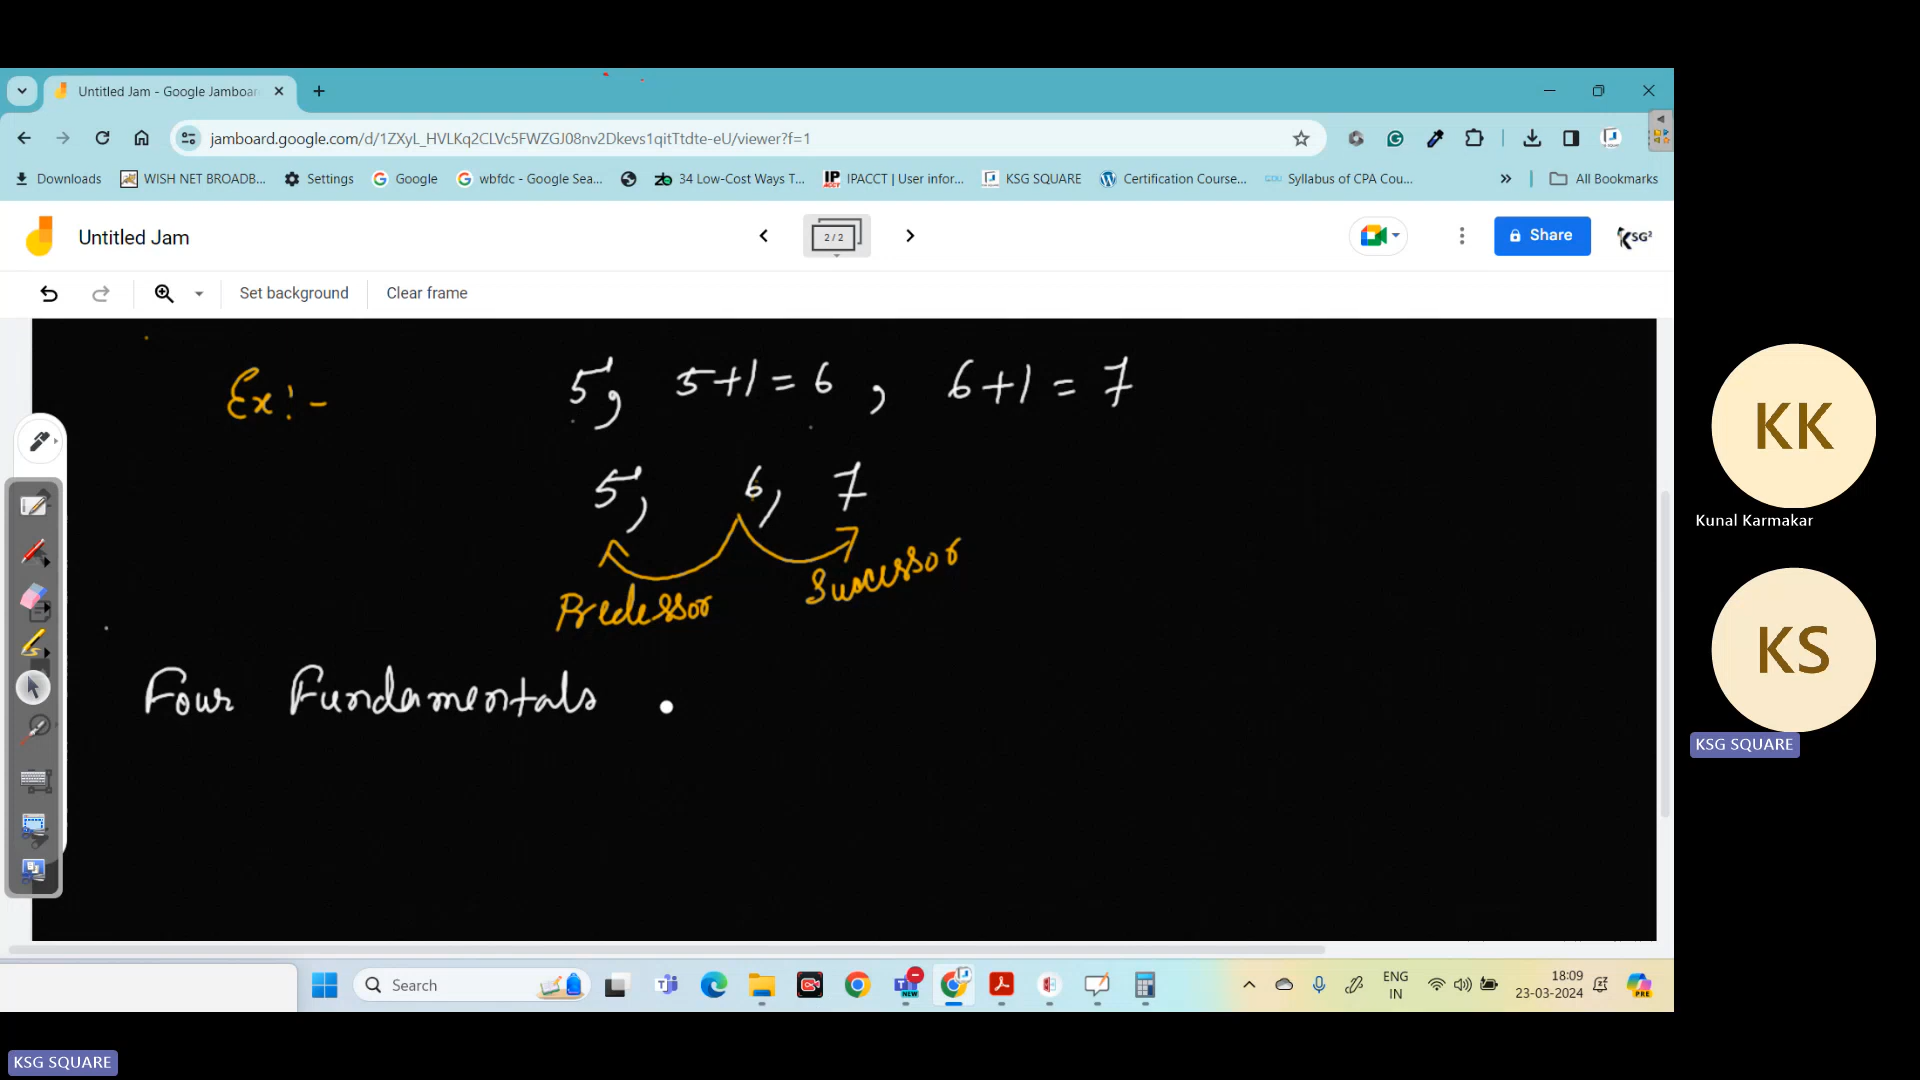 Untitled Jam - Google Jamboar
jamboard.google.com/d/1ZXyL_HVLKq2CLVc5FWZGJ08nv2Dkevs1qitTtdte-eU/viewer?f=1
Downloads WISH NET BROADB... Settings Google wbfdc - Google Sea... 34 Low-Cost Ways T... IPACCT | User infor... KSG SQUARE Certification Course... Syllabus of CPA Cou... » All Bookmarks
Untitled Jam 2 / 2 Share KSG²
Set background Clear frame
Ex:- 5, 5+1=6, 6+1=7
5, 6, 7
Predessor Successor
Four Fundamentals
KK
Kunal Karmakar
KS
KSG SQUARE
Search ENG IN 18:09 23-03-2024
KSG SQUARE